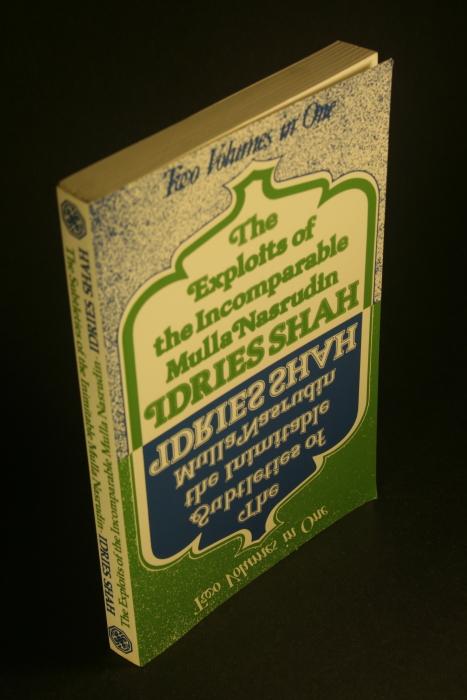 Two Volumes in One
The
Exploits of
the Incomparable
Mulla Nasrudin
IDRIES SHAH
Two Volumes in One
The
Subtleties of
the Inimitable
Mulla Nasrudin
IDRIES SHAH
The Subtleties of the Inimitable Mulla Nasrudin IDRIES SHAH
The Exploits of the Incomparable Mulla Nasrudin IDRIES SHAH